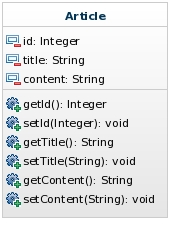 Article
id: Integer
title: String
content: String
getId(): Integer
setId(Integer): void
getTitle(): String
setTitle(String): void
getContent(): String
setContent(String): void